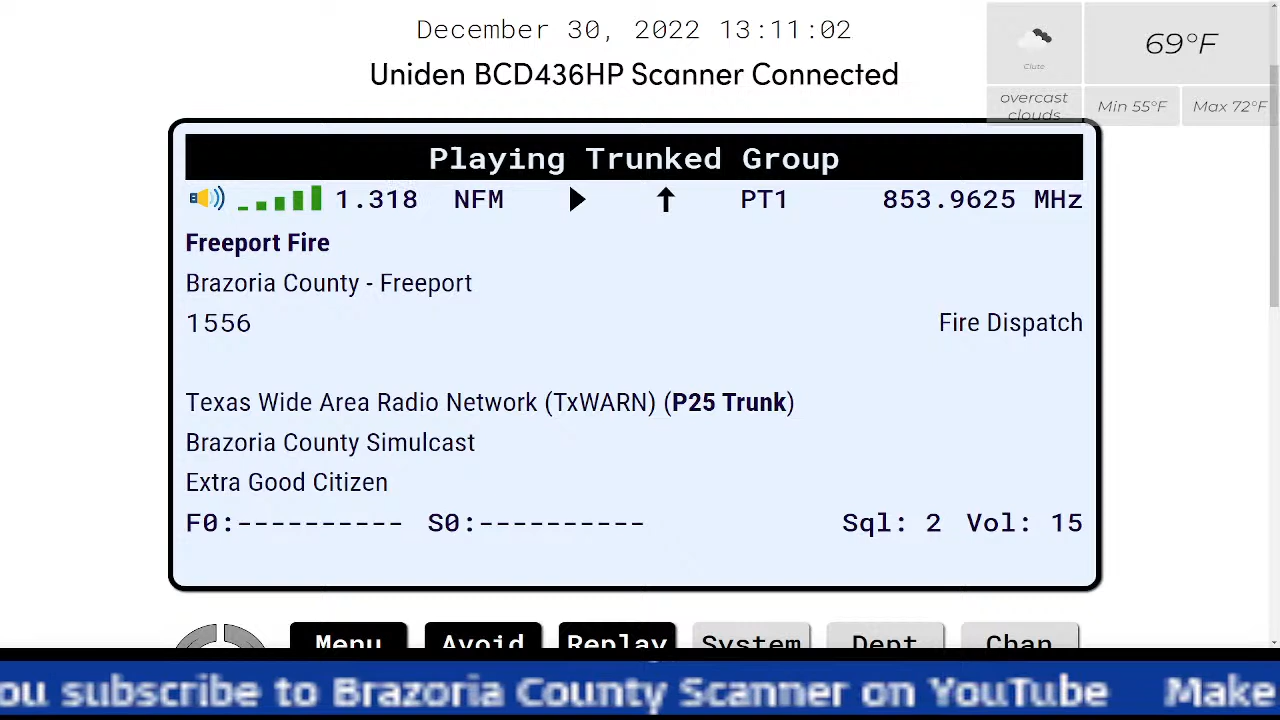 December 30, 2022 13:11:02
Uniden BCD436HP Scanner Connected
Clute
69°F
overcast clouds
Min 55°F
Max 72°F
Playing Trunked Group
1.318 NFM PT1 853.9625 MHz
Freeport Fire
Brazoria County - Freeport
1556 Fire Dispatch
Texas Wide Area Radio Network (TxWARN) (P25 Trunk)
Brazoria County Simulcast
Extra Good Citizen
F0:---------- S0:---------- Sql: 2 Vol: 15
Menu Avoid Replay System Dept Chan
ou subscribe to Brazoria County Scanner on YouTube Make